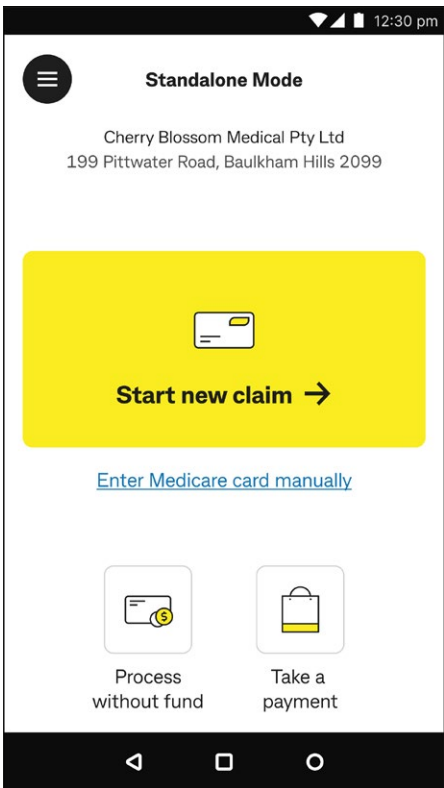 12:30 pm
Standalone Mode
Cherry Blossom Medical Pty Ltd
199 Pittwater Road, Baulkham Hills 2099
Start new claim →
Enter Medicare card manually
$
Process
without fund
Take a
payment